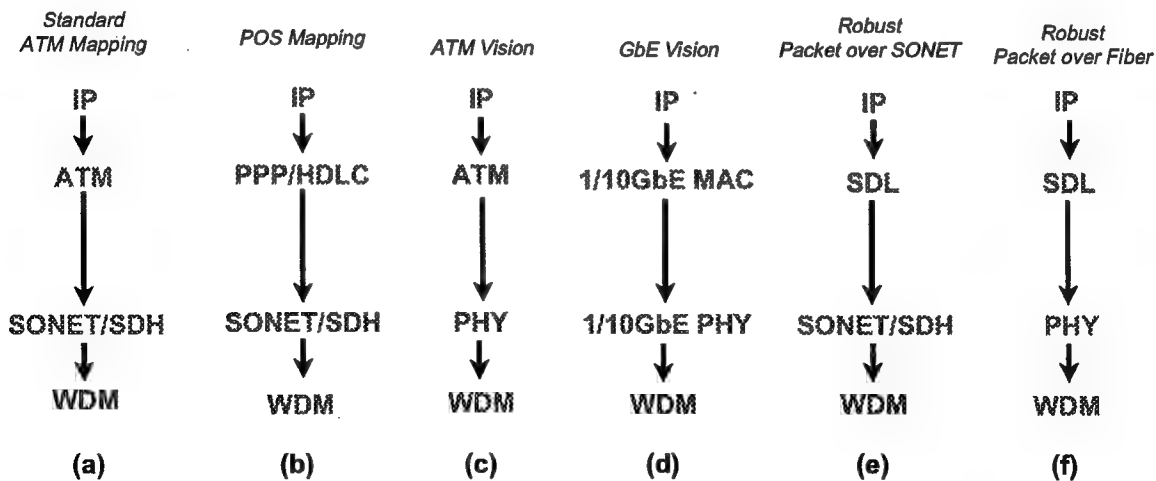 Standard
ATM Mapping
IP
ATM
SONET/SDH
WDM
(a)
POS Mapping
IP
PPP/HDLC
SONET/SDH
WDM
(b)
ATM Vision
IP
ATM
PHY
WDM
(c)
GbE Vision
IP
1/10GbE MAC
1/10GbE PHY
WDM
(d)
Robust
Packet over SONET
IP
SDL
SONET/SDH
WDM
(e)
Robust
Packet over Fiber
IP
SDL
PHY
WDM
(f)